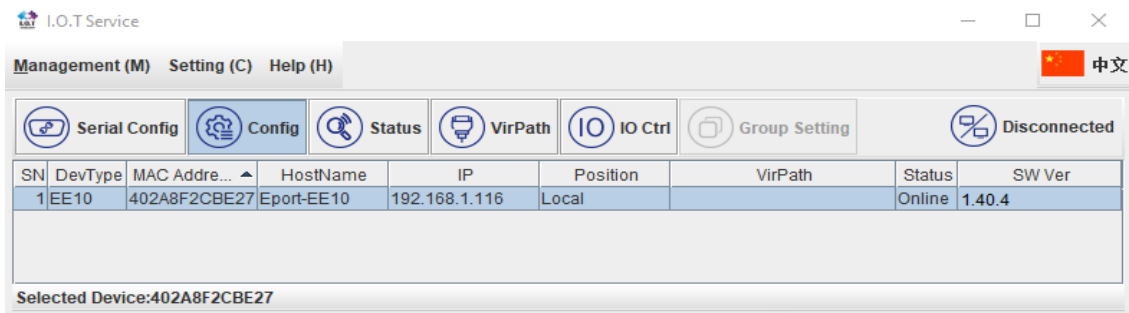 I.O.T Service
Management (M) Setting (C) Help (H) 中文
Serial Config Config Status VirPath IO IO Ctrl Group Setting Disconnected
SN DevType MAC Addre... HostName IP Position VirPath Status SW Ver
1 EE10 402A8F2CBE27 Eport-EE10 192.168.1.116 Local Online 1.40.4
Selected Device:402A8F2CBE27